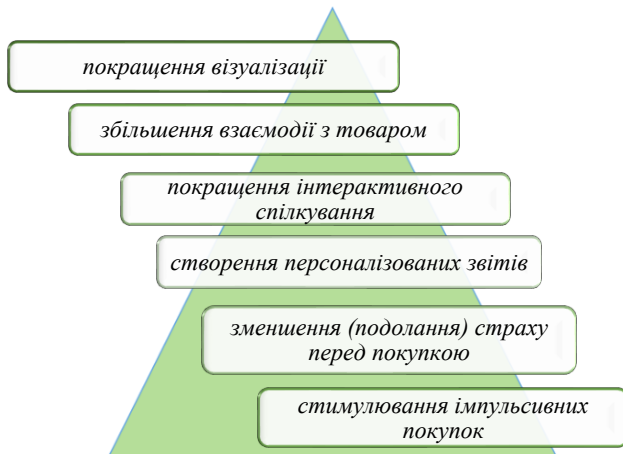 покращення візуалізації
збільшення взаємодії з товаром
покращення інтерактивного
спілкування
створення персоналізованих звітів
зменшення (подолання) страху
перед покупкою
стимулювання імпульсивних
покупок